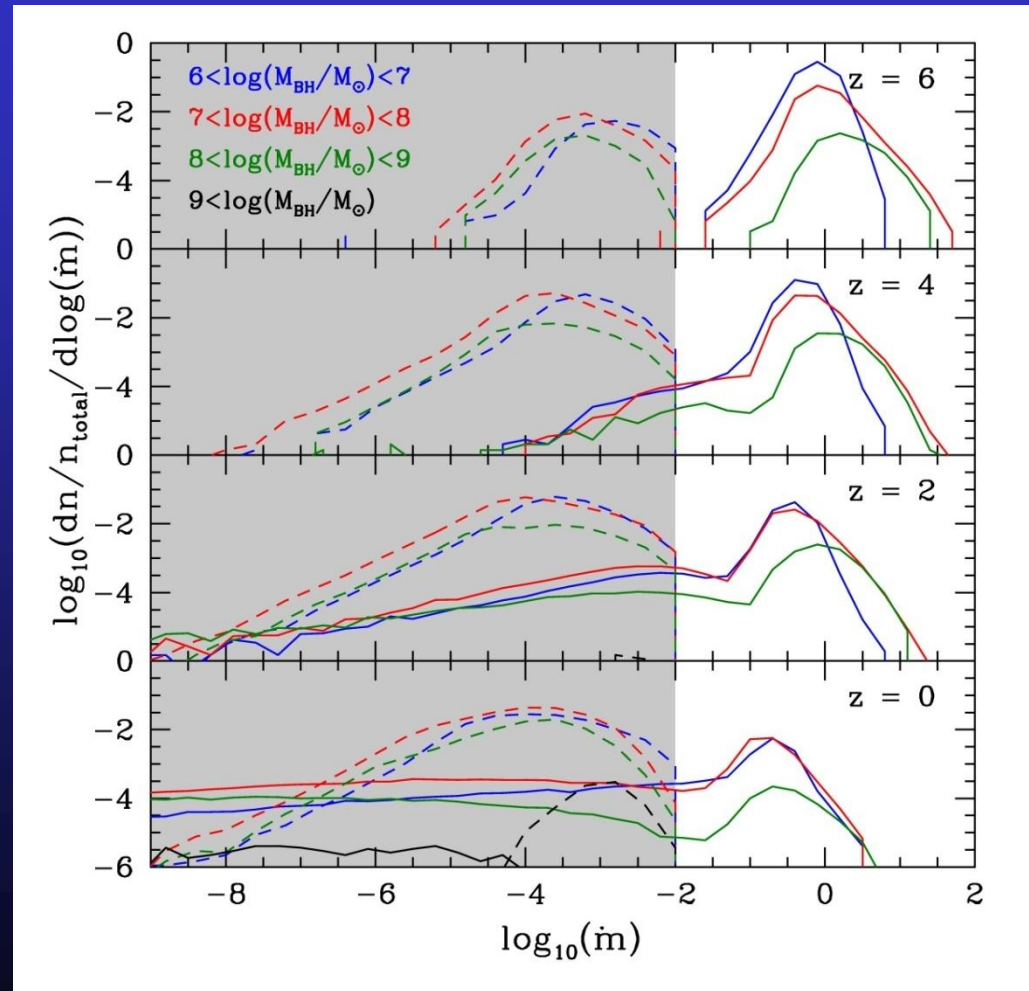 0
6<log(M_BH/M_⊙)<7
z = 6
-2
7<log(M_BH/M_⊙)<8
8<log(M_BH/M_⊙)<9
-4
9<log(M_BH/M_⊙)
0
z = 4
-2
-4
0
z = 2
-2
-4
0
z = 0
-2
-4
-6
-8 -6 -4 -2 0 2
log₁₀(ṁ)
log₁₀(dn/n_total/dlog(ṁ))